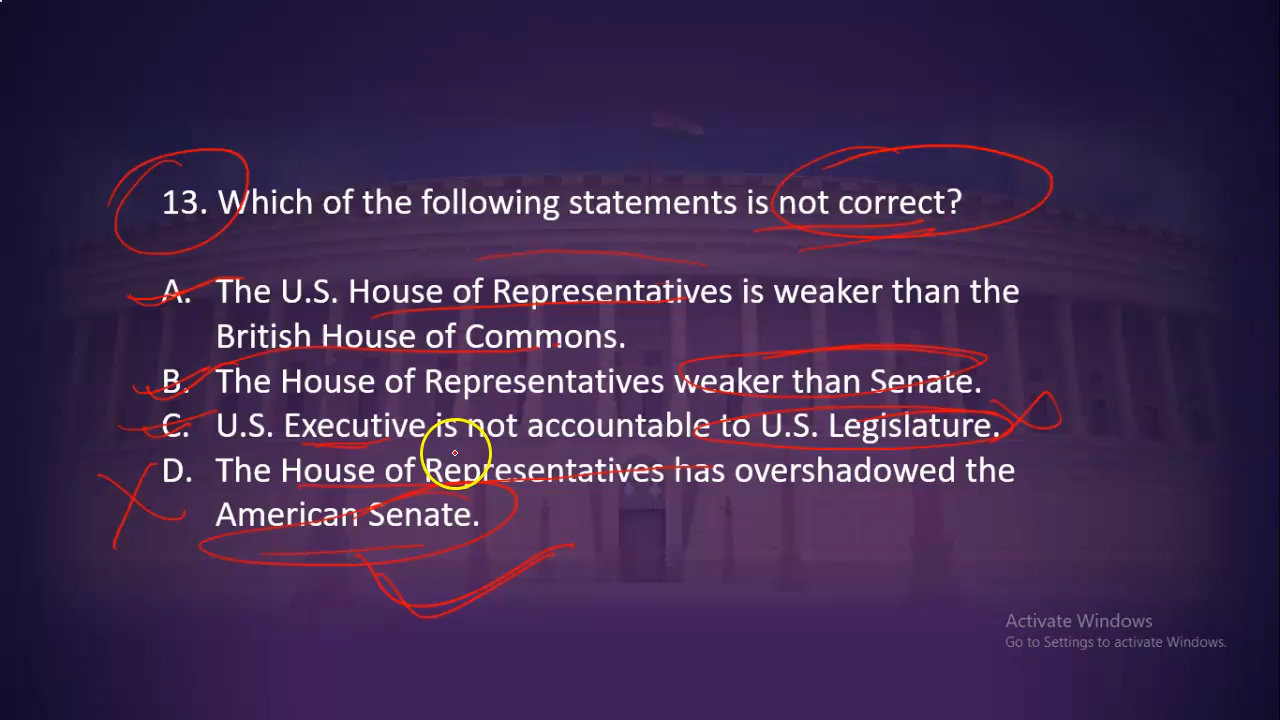 13. Which of the following statements is not correct?
A. The U.S. House of Representatives is weaker than the
British House of Commons.
B. The House of Representatives weaker than Senate.
C. U.S. Executive is not accountable to U.S. Legislature.
D. The House of Representatives has overshadowed the
American Senate.
Activate Windows
Go to Settings to activate Windows.